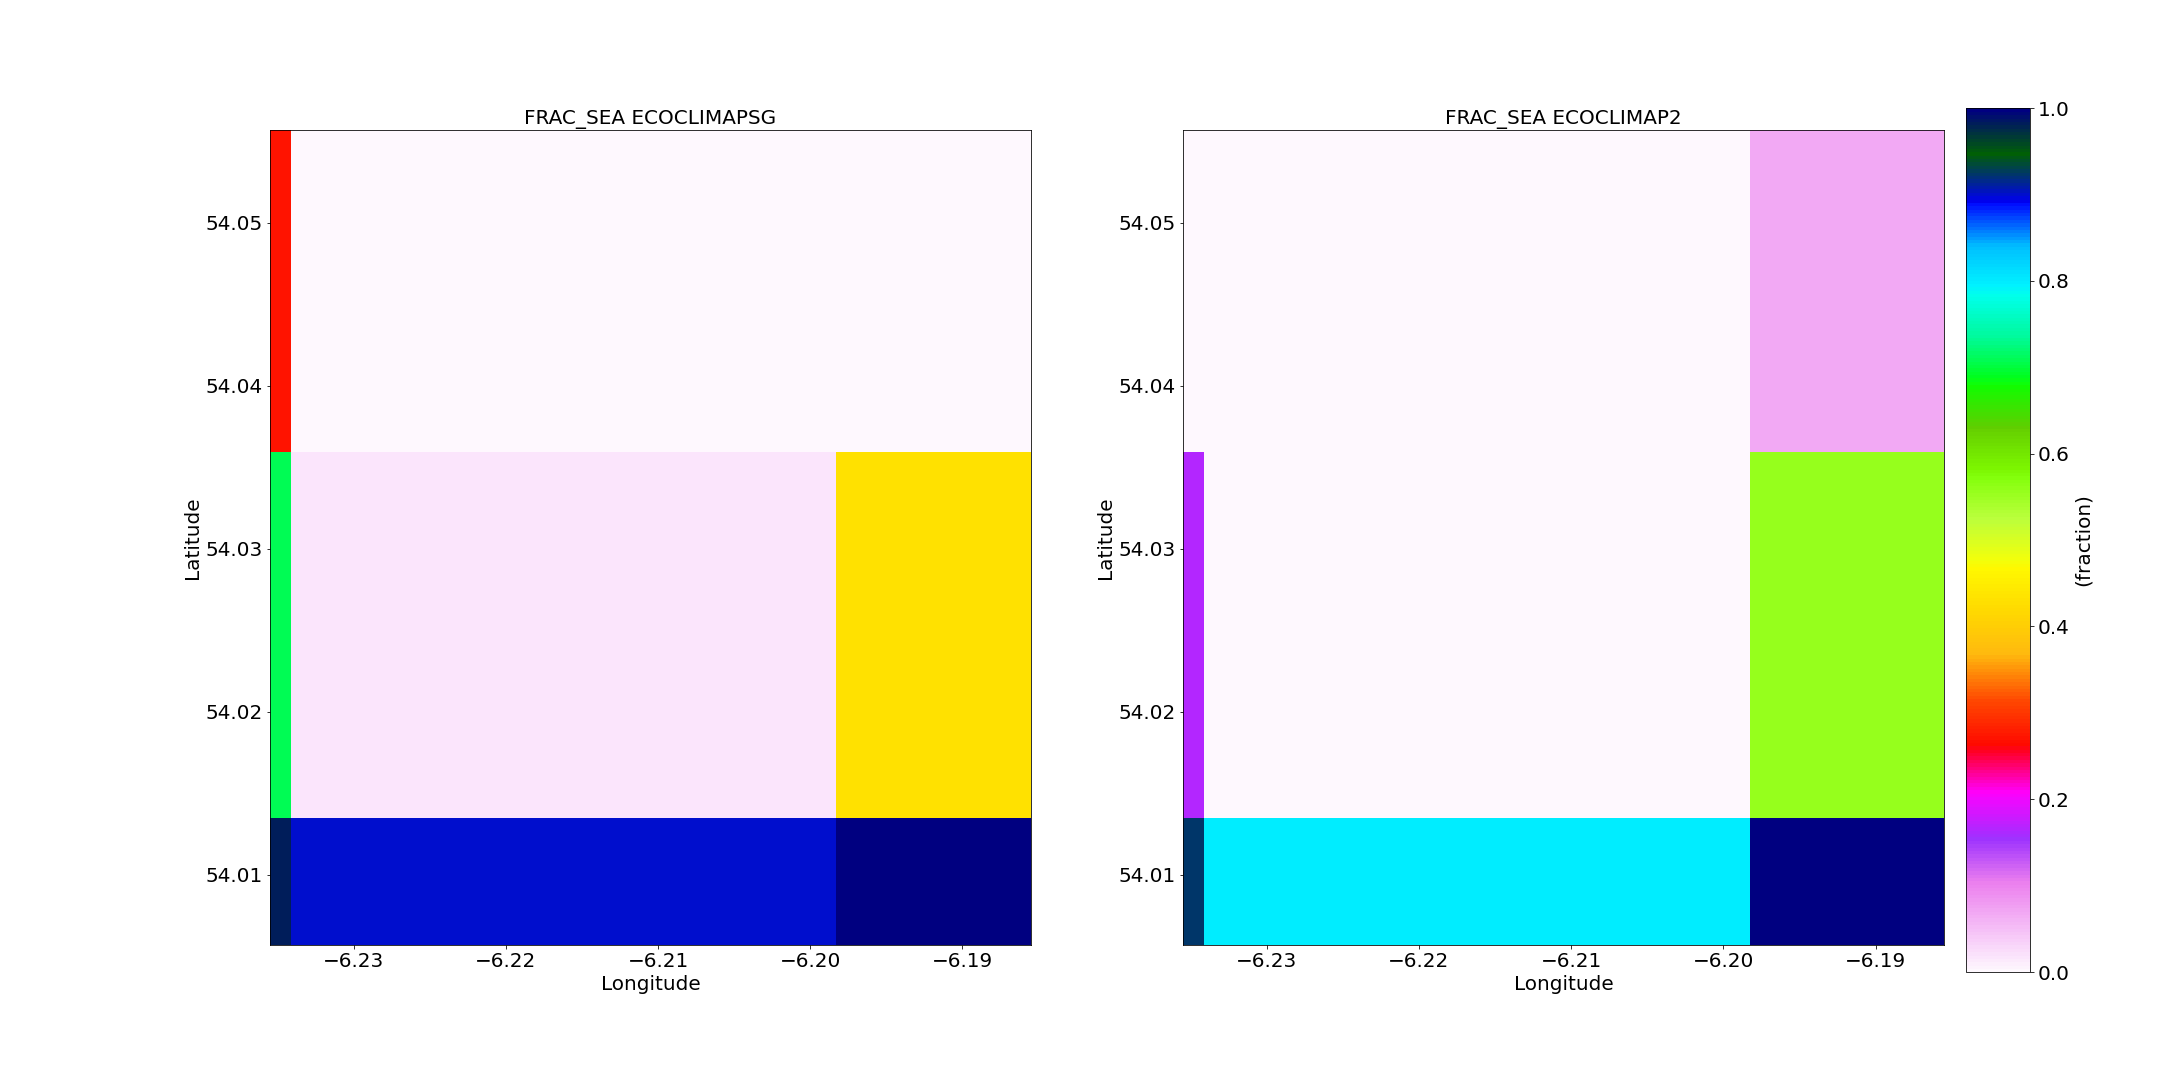 FRAC_SEA ECOCLIMAPSG
54.05
54.04
54.03
54.02
54.01
Latitude
−6.23 −6.22 −6.21 −6.20 −6.19
Longitude
FRAC_SEA ECOCLIMAP2
54.05
54.04
54.03
54.02
54.01
Latitude
−6.23 −6.22 −6.21 −6.20 −6.19
Longitude
1.0
0.8
0.6
0.4
0.2
0.0
(fraction)